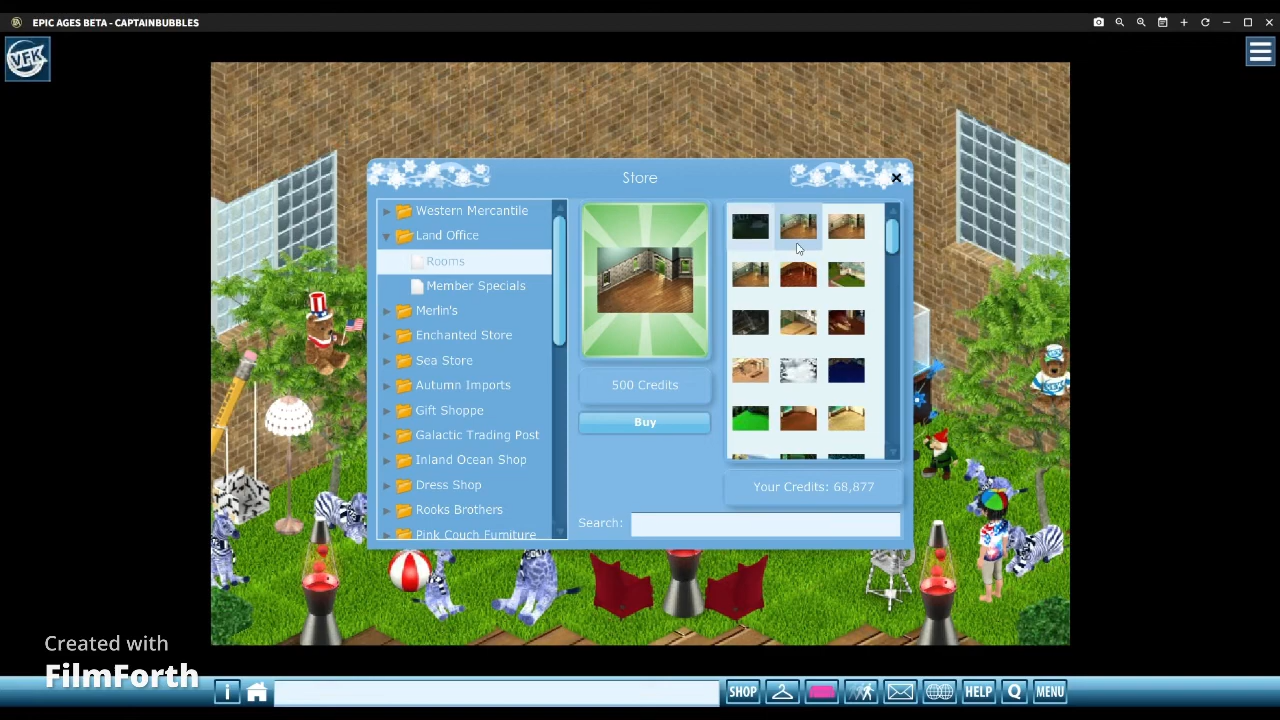 EPIC AGES BETA - CAPTAINBUBBLES
VFK
Store
Western Mercantile
Land Office
Rooms
Member Specials
Merlin's
Enchanted Store
Sea Store
Autumn Imports
Gift Shoppe
Galactic Trading Post
Inland Ocean Shop
Dress Shop
Rooks Brothers
Pink Couch Furniture
500 Credits
Buy
Your Credits: 68,877
Search:
Created with
FilmForth
i
SHOP
HELP
Q
MENU